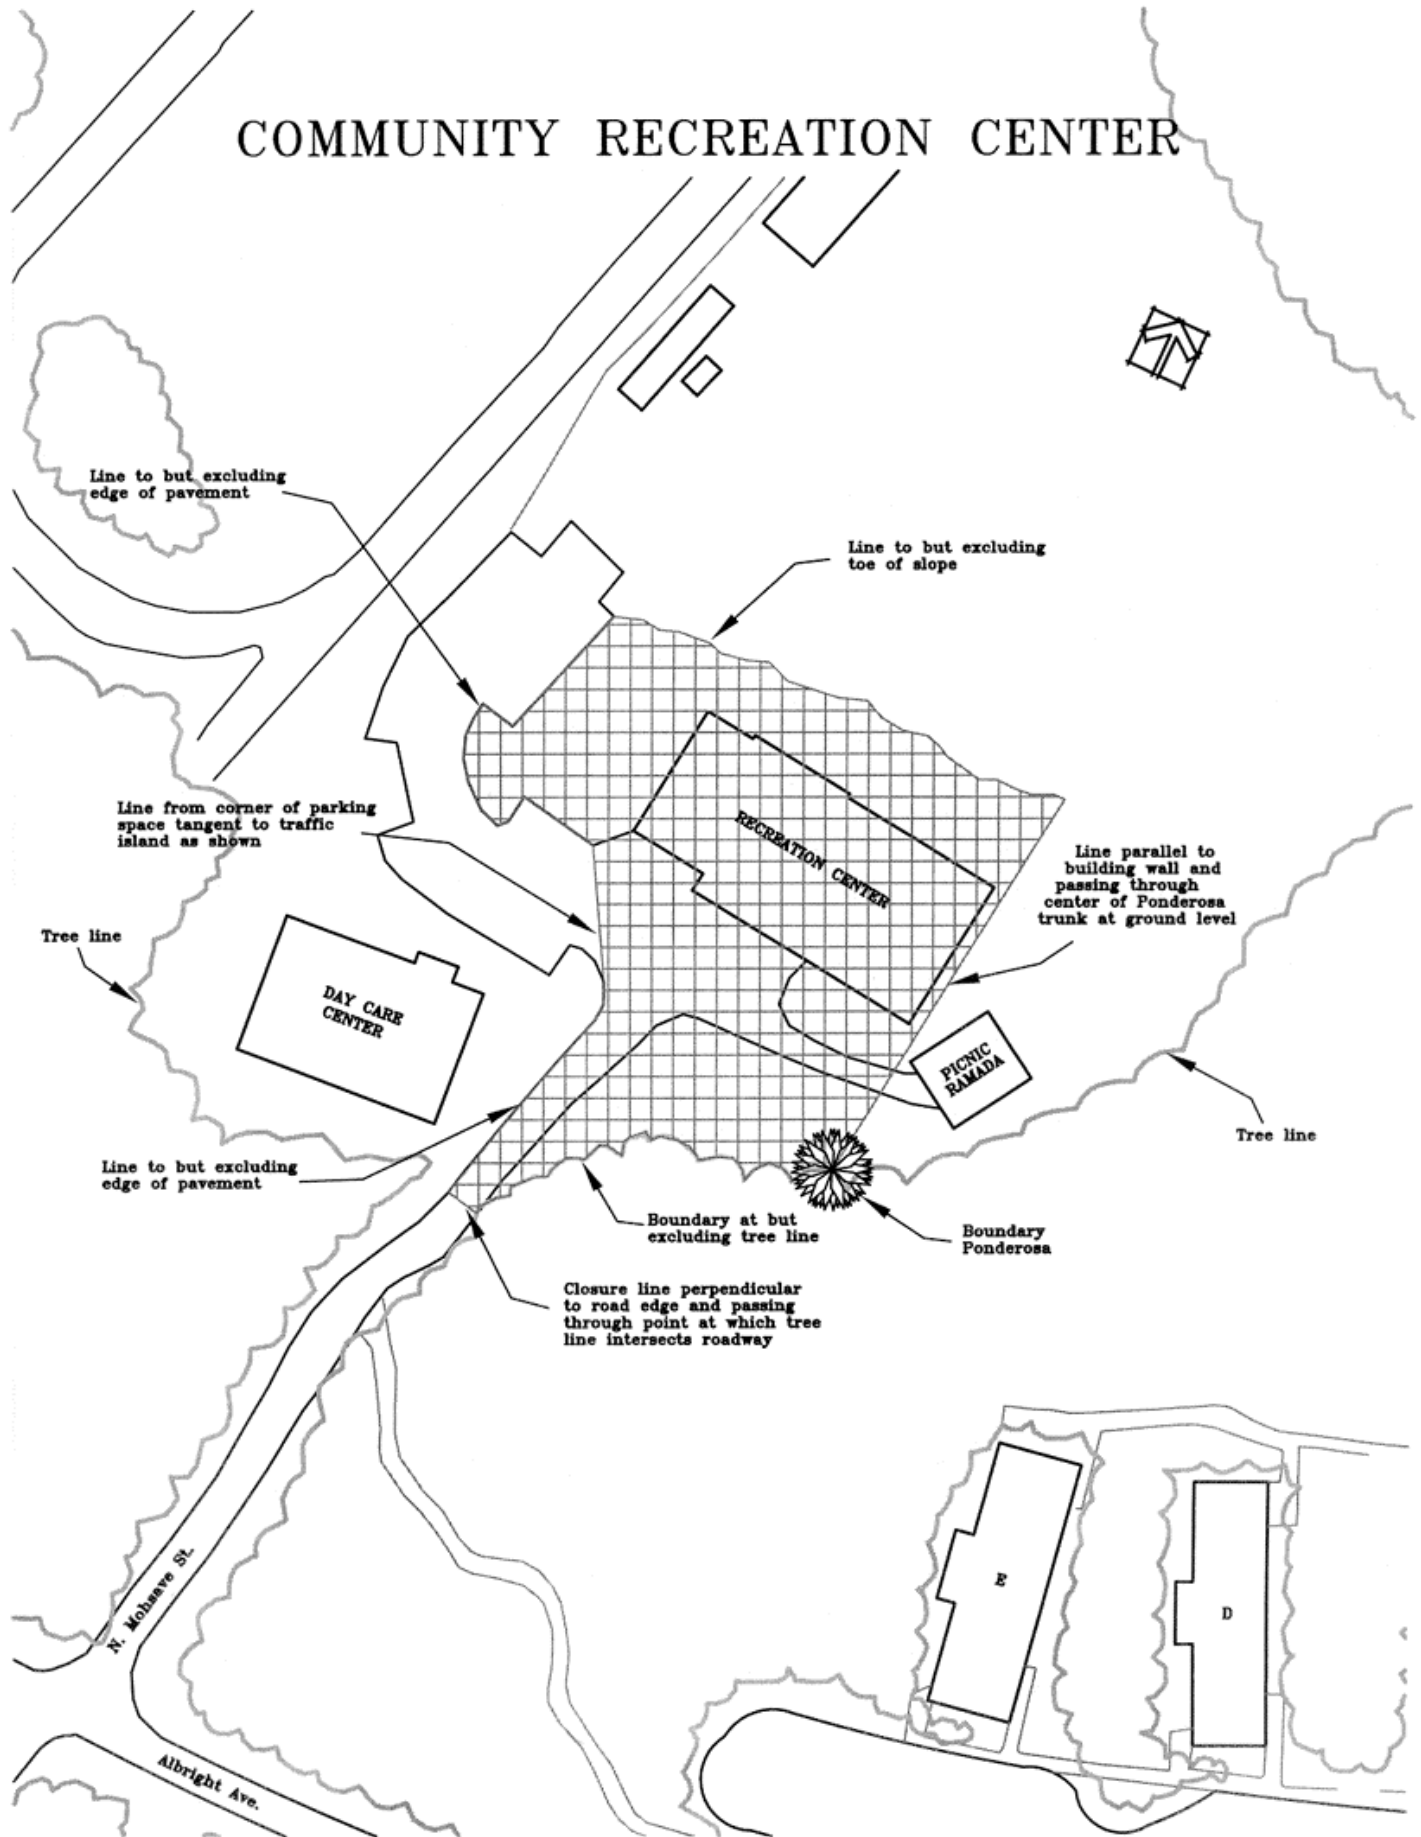 COMMUNITY RECREATION CENTER
Line to but excluding
edge of pavement
Line to but excluding
toe of slope
Line from corner of parking
space tangent to traffic
island as shown
RECREATION CENTER
Line parallel to
building wall and
passing through
center of Ponderosa
trunk at ground level
Tree line
DAY CARE
CENTER
PICNIC
RAMADA
Tree line
Line to but excluding
edge of pavement
Boundary at but
excluding tree line
Boundary
Ponderosa
Closure line perpendicular
to road edge and passing
through point at which tree
line intersects roadway
N. Mohsave St.
E
D
Albright Ave.